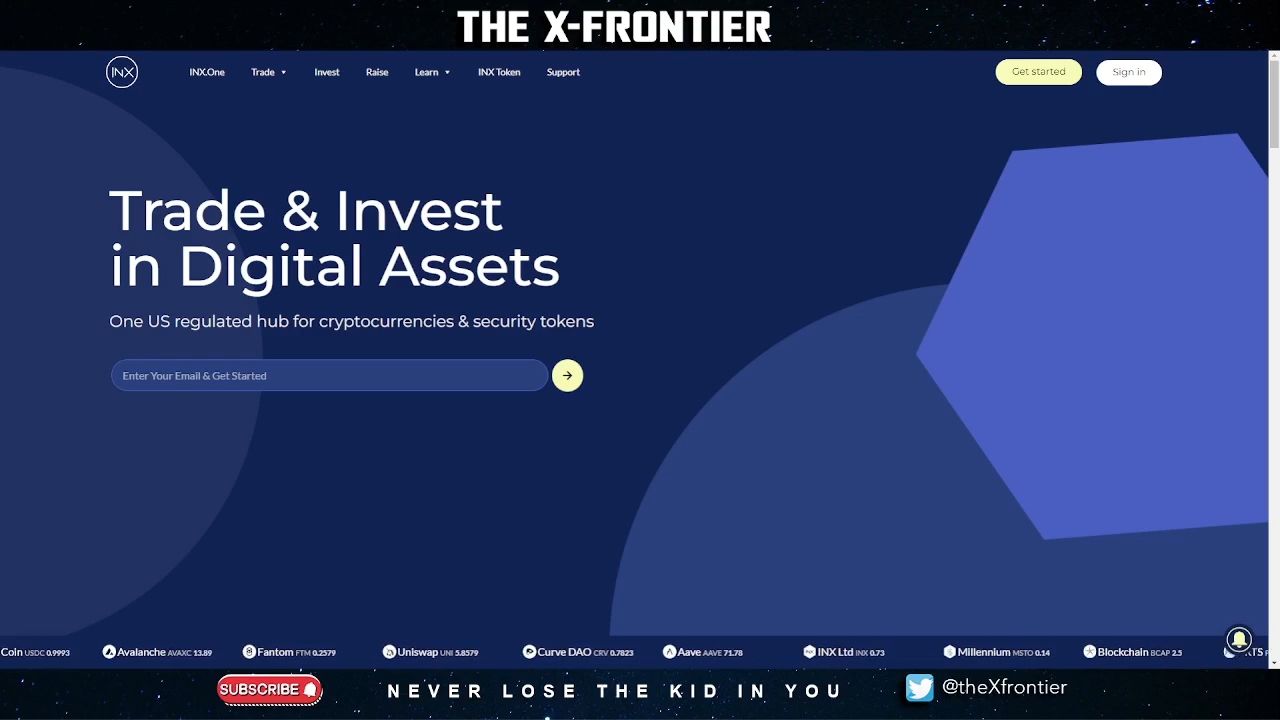 THE X-FRONTIER
INX INX.One Trade Invest Raise Learn INX Token Support Get started Sign in
Trade & Invest
in Digital Assets
One US regulated hub for cryptocurrencies & security tokens
Enter Your Email & Get Started
Coin USDC 0.9993 Avalanche AVAXC 13.89 Fantom FTM 0.2579 Uniswap UNI 5.8579 Curve DAO CRV 0.7823 Aave AAVE 71.78 INX Ltd INX 0.73 Millennium MSTO 0.14 Blockchain BCAP 2.5
SUBSCRIBE NEVER LOSE THE KID IN YOU @theXfrontier